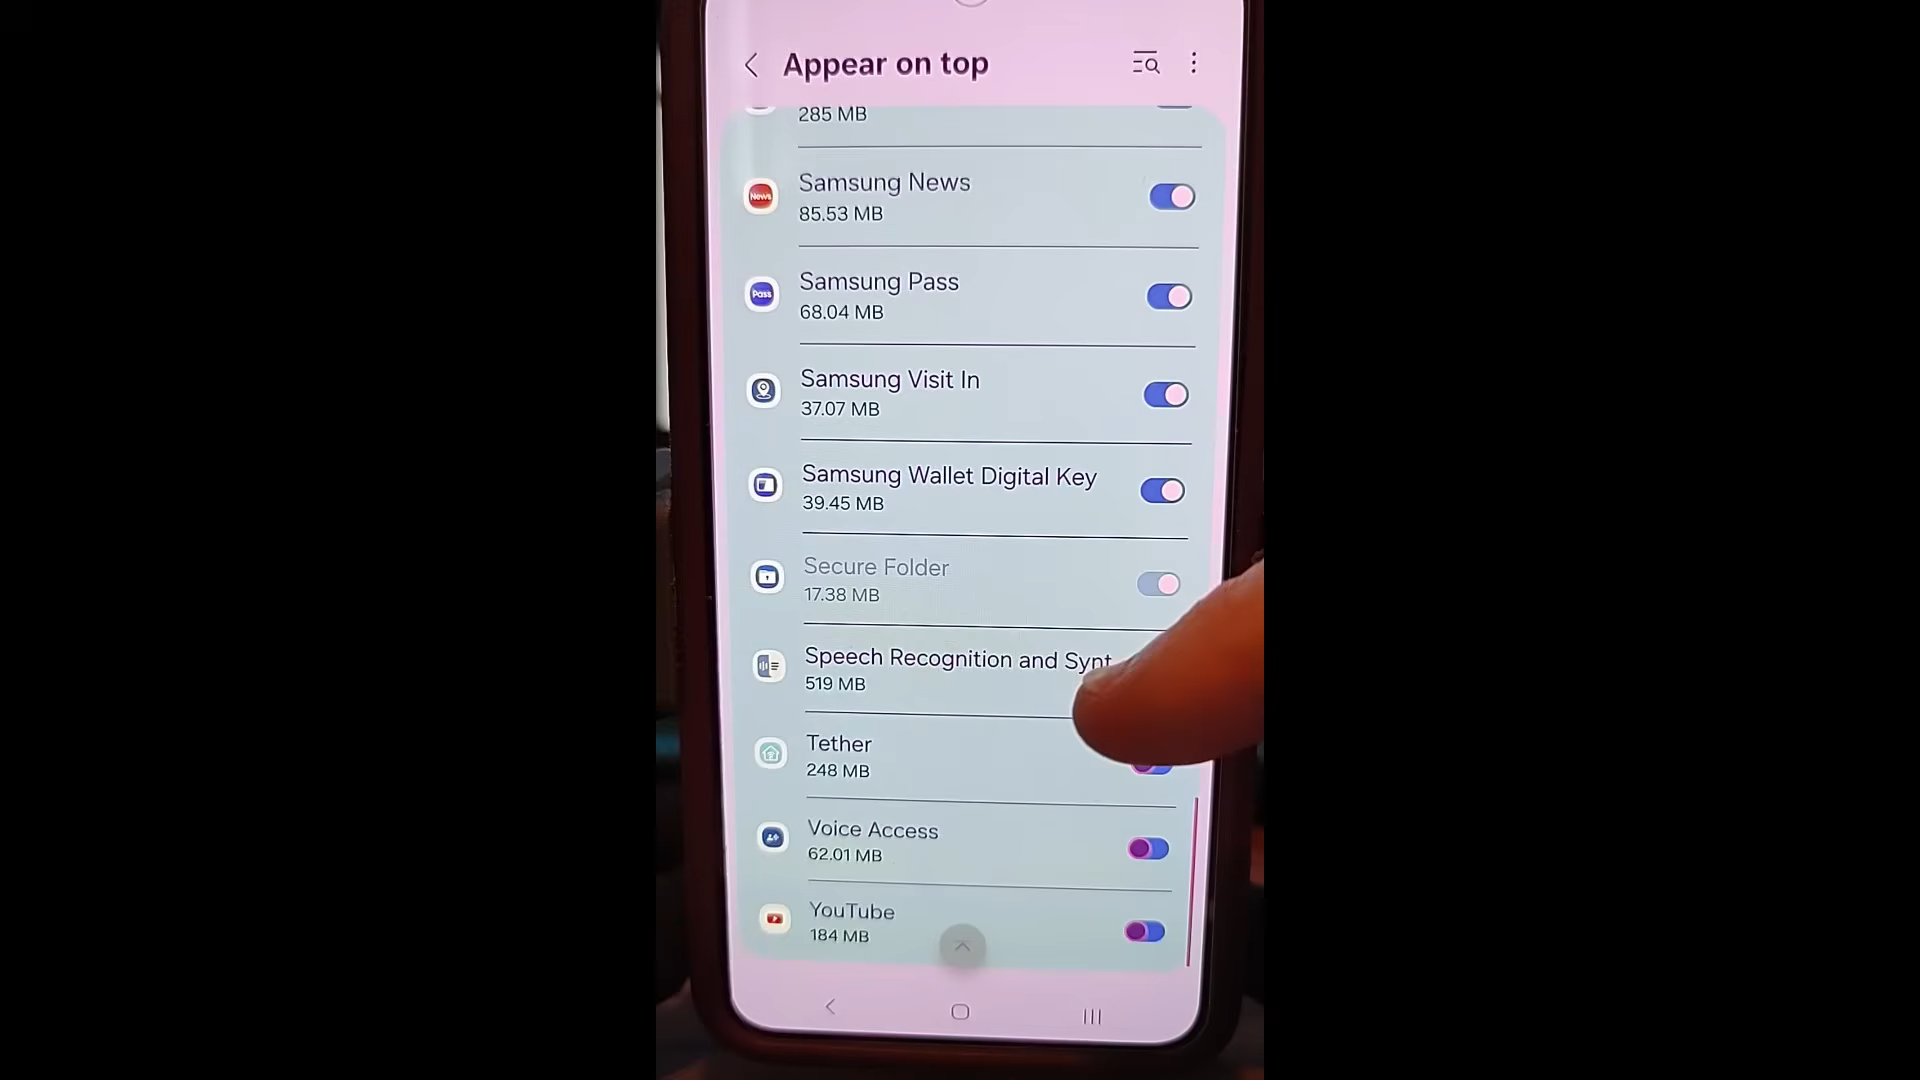 Appear on top
285 MB
News
Samsung News
85.53 MB
Pass
Samsung Pass
68.04 MB
Samsung Visit In
37.07 MB
Samsung Wallet Digital Key
39.45 MB
Secure Folder
17.38 MB
Speech Recognition and Synt
519 MB
Tether
248 MB
Voice Access
62.01 MB
YouTube
184 MB